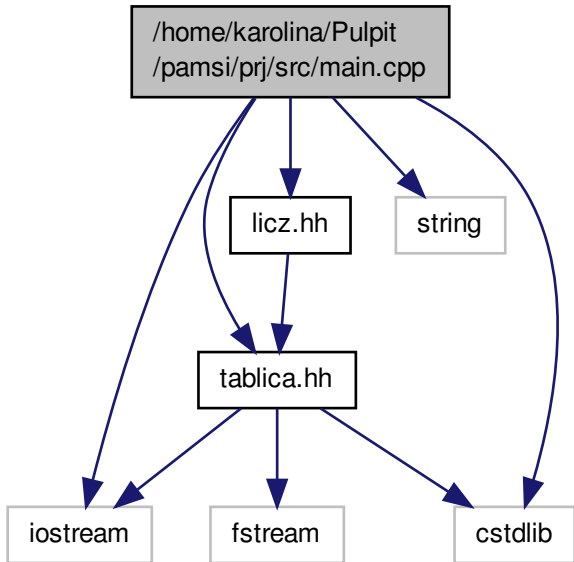 /home/karolina/Pulpit
/pamsi/prj/src/main.cpp
licz.hh
string
tablica.hh
iostream
fstream
cstdlib